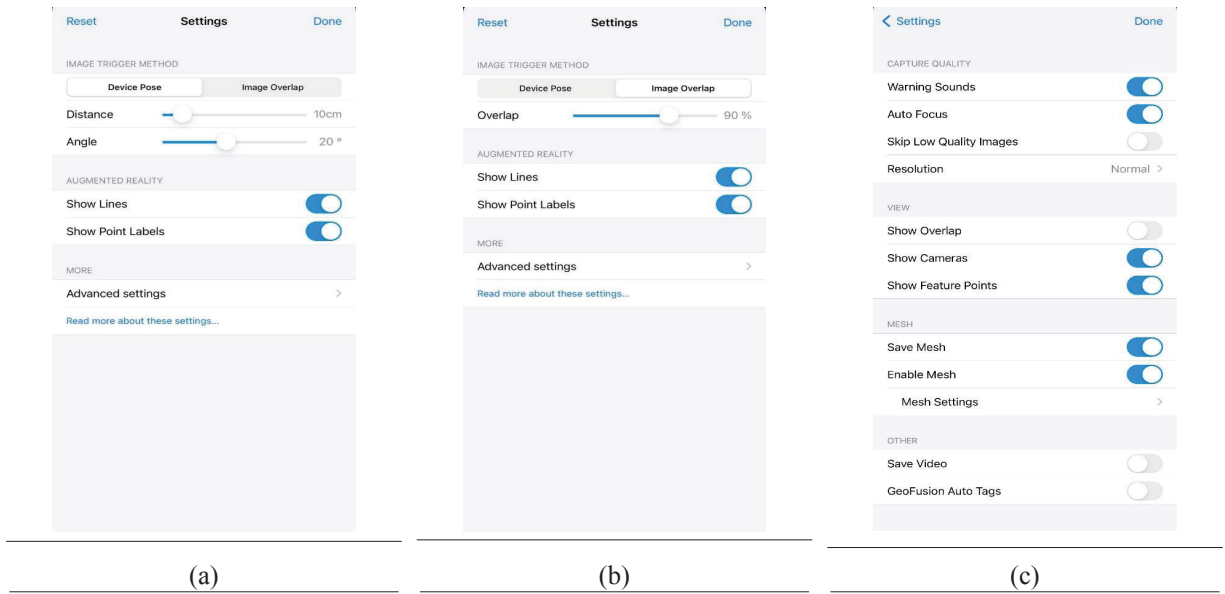 Reset Settings Done
IMAGE TRIGGER METHOD
Device Pose Image Overlap
Distance 10cm
Angle 20 °
AUGMENTED REALITY
Show Lines
Show Point Labels
MORE
Advanced settings >
Read more about these settings...
(a)
Reset Settings Done
IMAGE TRIGGER METHOD
Device Pose Image Overlap
Overlap 90 %
AUGMENTED REALITY
Show Lines
Show Point Labels
MORE
Advanced settings >
Read more about these settings...
(b)
< Settings Done
CAPTURE QUALITY
Warning Sounds
Auto Focus
Skip Low Quality Images
Resolution Normal >
VIEW
Show Overlap
Show Cameras
Show Feature Points
MESH
Save Mesh
Enable Mesh
Mesh Settings >
OTHER
Save Video
GeoFusion Auto Tags
(c)